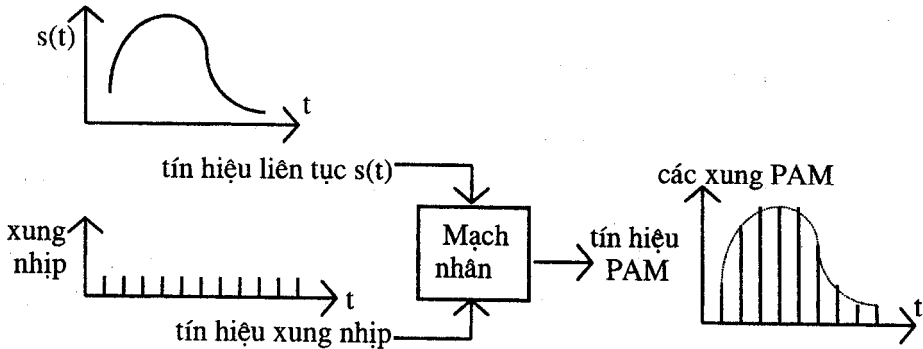 s(t)
t
tín hiệu liên tục s(t)
các xung PAM
xung
nhịp
Mạch
nhân
tín hiệu
PAM
t
t
tín hiệu xung nhịp